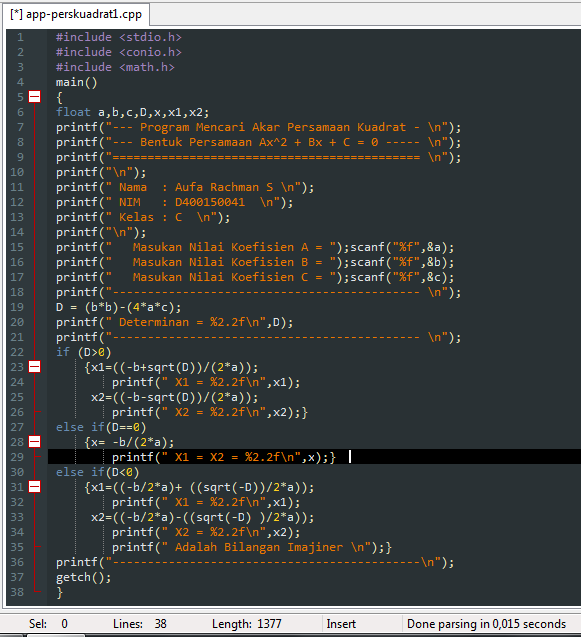 [*] app-perskuadrat1.cpp
1 #include <stdio.h>
2 #include <conio.h>
3 #include <math.h>
4 main()
5 {
6 float a,b,c,D,x,x1,x2;
7 printf("--- Program Mencari Akar Persamaan Kuadrat - \n");
8 printf("--- Bentuk Persamaan Ax^2 + Bx + C = 0 ----- \n");
9 printf("============================================ \n");
10 printf("\n");
11 printf(" Nama  : Aufa Rachman S \n");
12 printf(" NIM   : D400150041  \n");
13 printf(" Kelas : C  \n");
14 printf("\n");
15 printf("   Masukan Nilai Koefisien A = ");scanf("%f",&a);
16 printf("   Masukan Nilai Koefisien B = ");scanf("%f",&b);
17 printf("   Masukan Nilai Koefisien C = ");scanf("%f",&c);
18 printf("-------------------------------------------- \n");
19 D = (b*b)-(4*a*c);
20 printf(" Determinan = %2.2f\n",D);
21 printf("-------------------------------------------- \n");
22 if (D>0)
23 {x1=((-b+sqrt(D))/(2*a));
24 printf(" X1 = %2.2f\n",x1);
25 x2=((-b-sqrt(D))/(2*a));
26 printf(" X2 = %2.2f\n",x2);}
27 else if(D==0)
28 {x= -b/(2*a);
29 printf(" X1 = X2 = %2.2f\n",x);}
30 else if(D<0)
31 {x1=((-b/2*a)+ ((sqrt(-D))/2*a));
32 printf(" X1 = %2.2f\n",x1);
33 x2=((-b/2*a)-((sqrt(-D) )/2*a));
34 printf(" X2 = %2.2f\n",x2);
35 printf(" Adalah Bilangan Imajiner \n");}
36 printf("--------------------------------------------\n");
37 getch();
38 }
Sel: 0 Lines: 38 Length: 1377 Insert Done parsing in 0,015 seconds